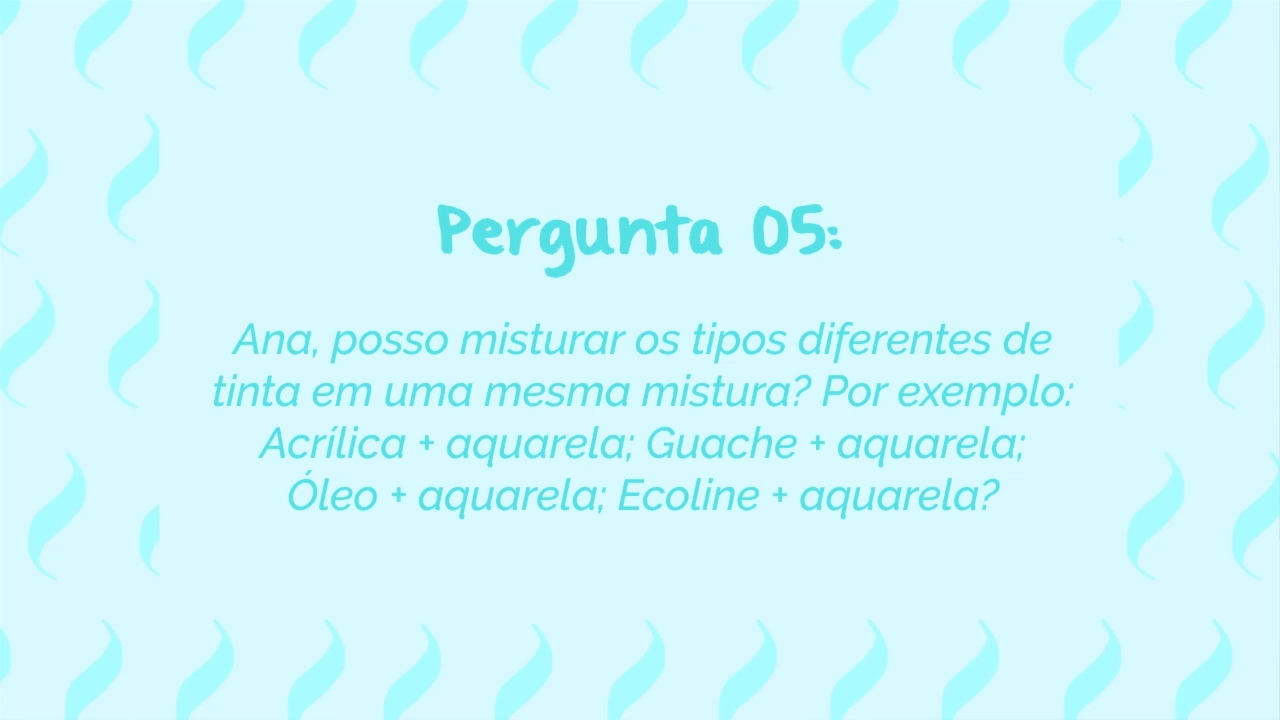 Pergunta 05:
Ana, posso misturar os tipos diferentes de
tinta em uma mesma mistura? Por exemplo:
Acrílica + aquarela; Guache + aquarela;
Óleo + aquarela; Ecoline + aquarela?